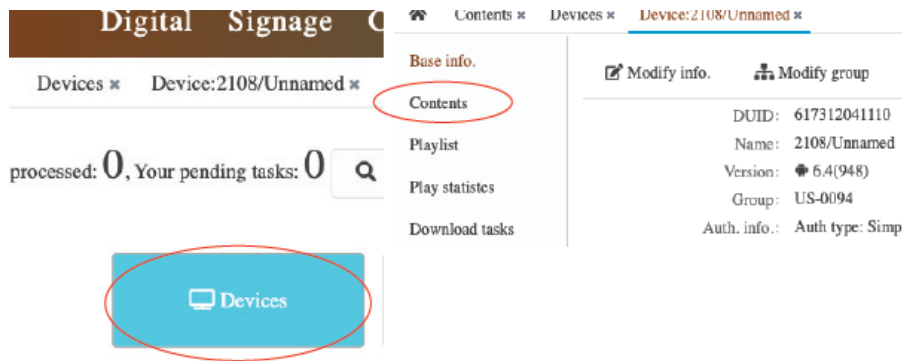 Digital Signage C
Devices ×
Device:2108/Unnamed ×
processed: 0, Your pending tasks: 0
Devices
Contents ×
Devices ×
Device:2108/Unnamed ×
Base info.
Contents
Playlist
Play statistcs
Download tasks
Modify info.
Modify group
DUID: 617312041110
Name: 2108/Unnamed
Version: 6.4(948)
Group: US-0094
Auth. info.: Auth type: Simp